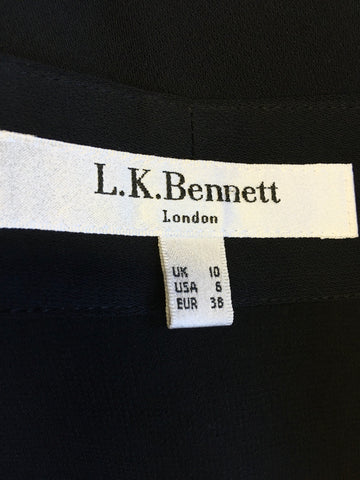 L.K.Bennett
London
UK 10
USA 6
EUR 38